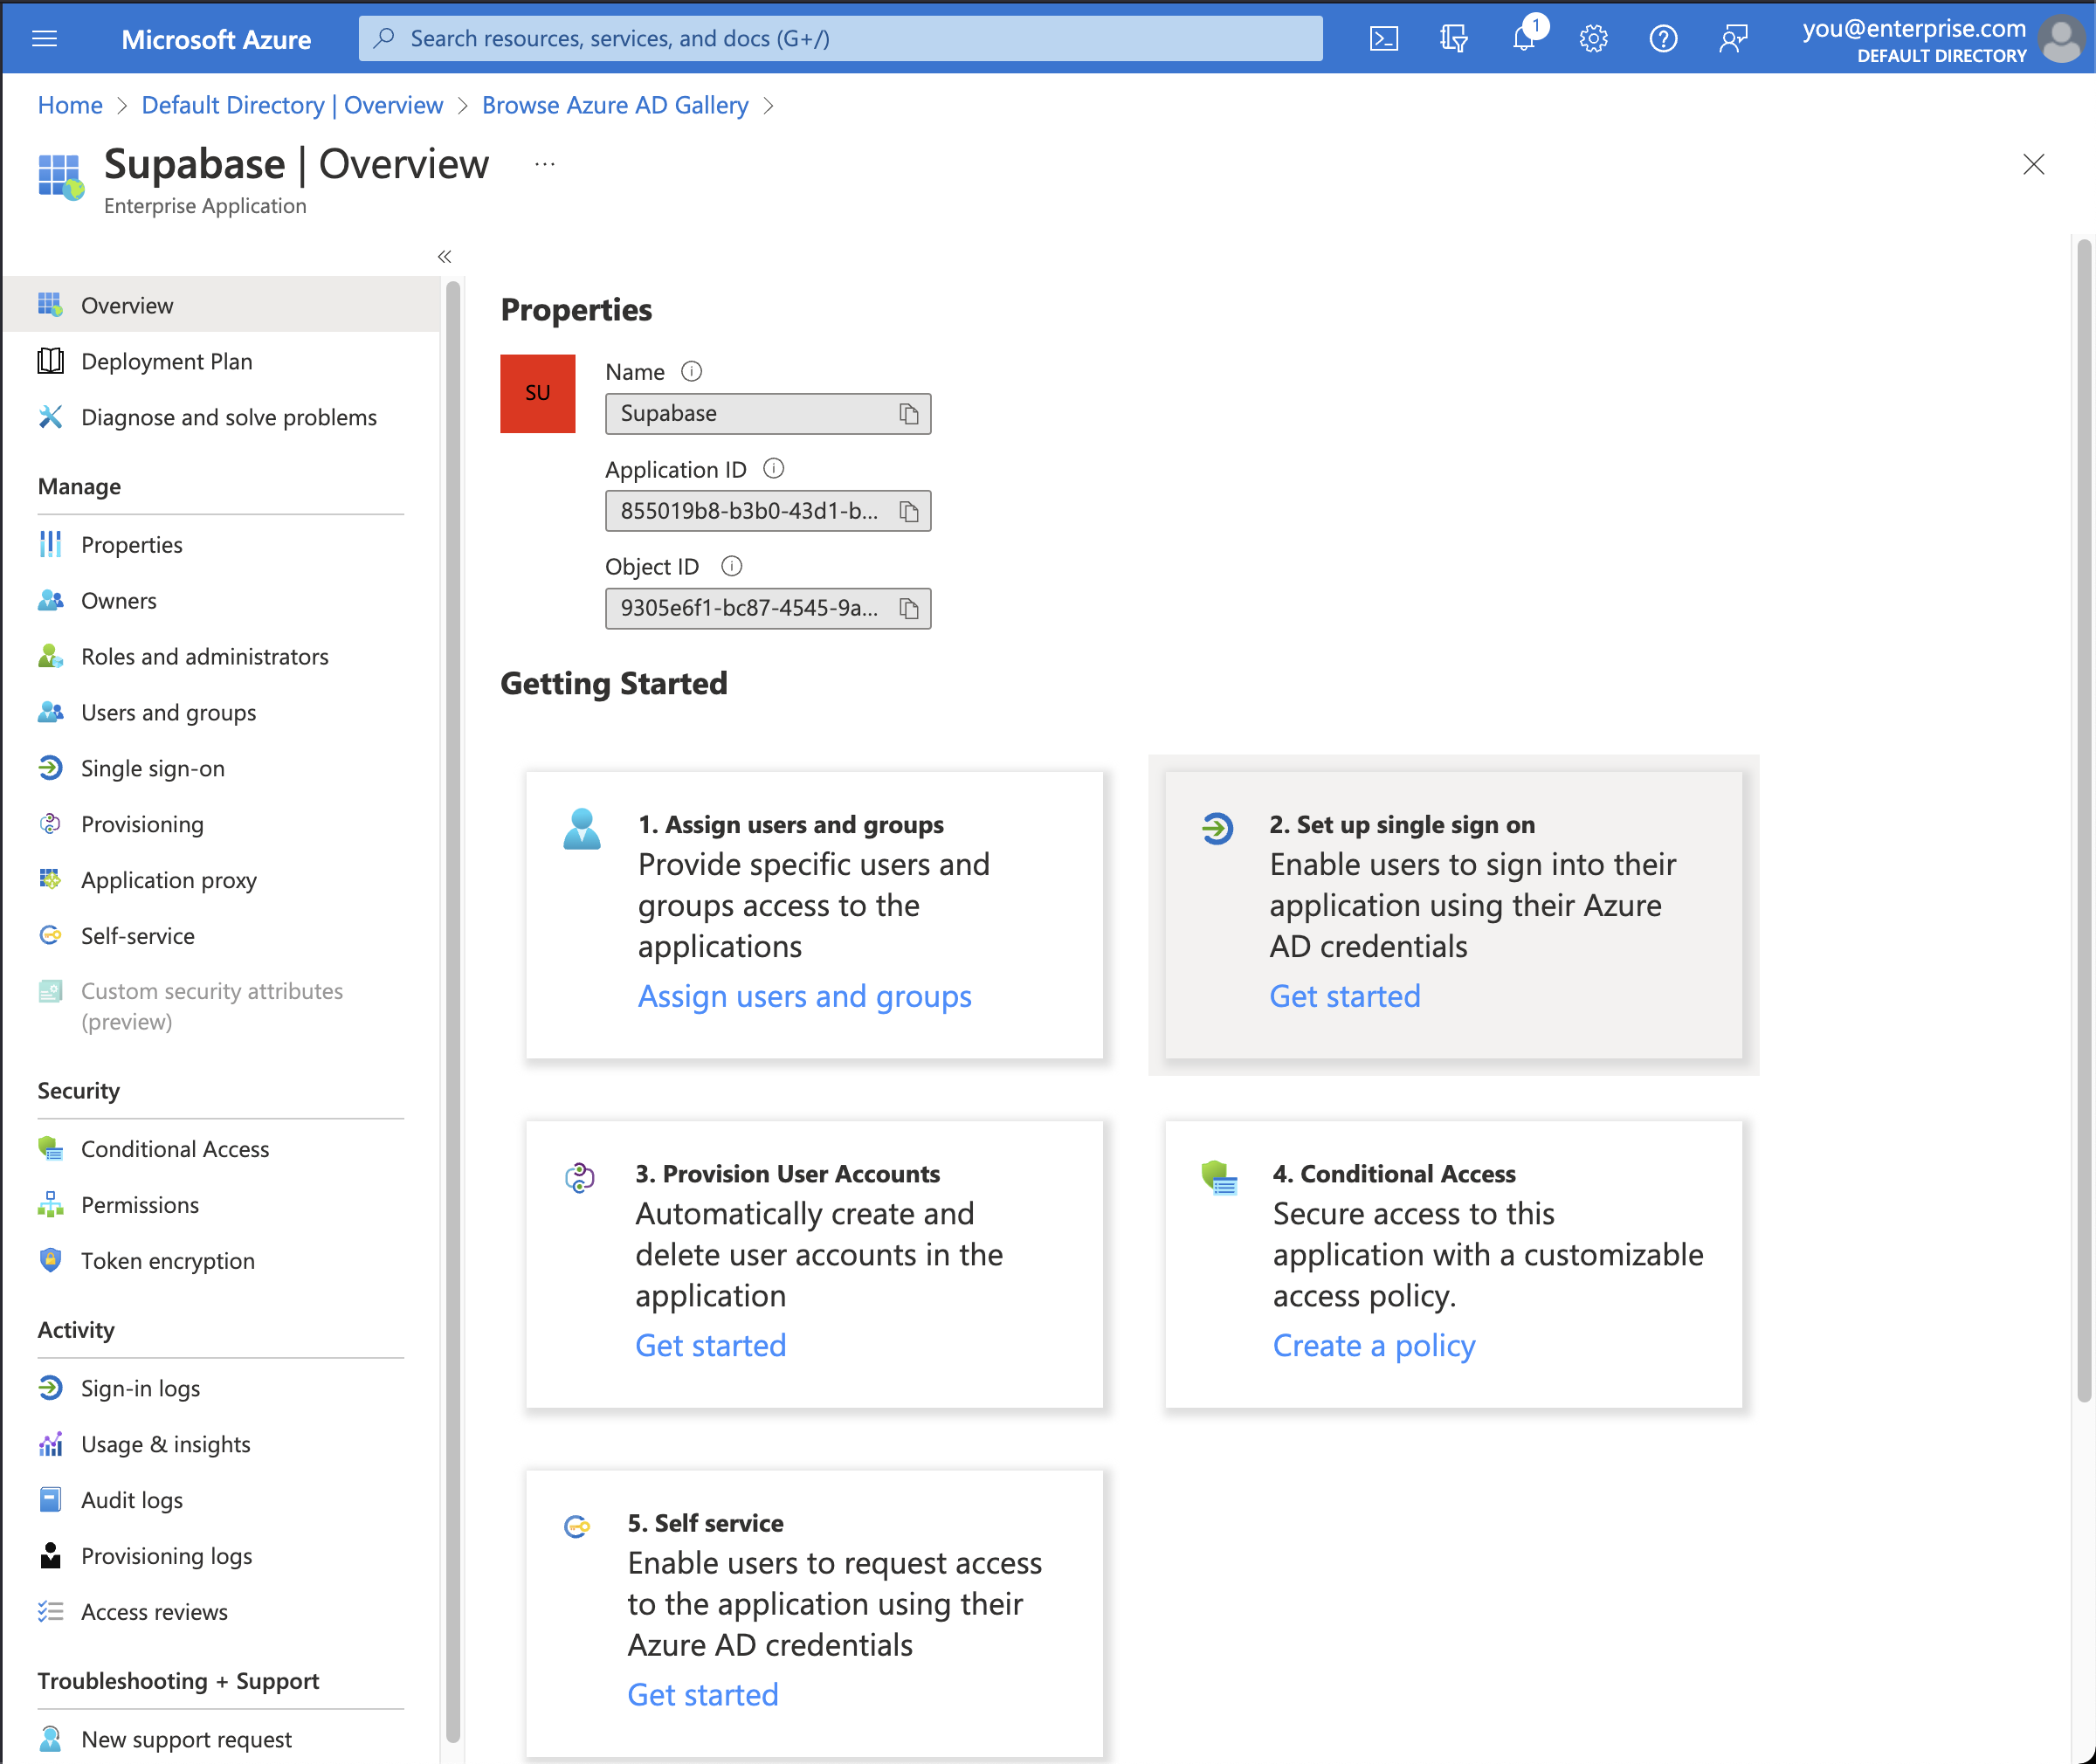 Microsoft Azure
Search resources, services, and docs (G+/)
1
you@enterprise.com
DEFAULT DIRECTORY
Home > Default Directory | Overview > Browse Azure AD Gallery >
Supabase | Overview ...
Enterprise Application
«
Overview
Deployment Plan
Diagnose and solve problems
Manage
Properties
Owners
Roles and administrators
Users and groups
Single sign-on
Provisioning
Application proxy
Self-service
Custom security attributes
(preview)
Security
Conditional Access
Permissions
Token encryption
Activity
Sign-in logs
Usage & insights
Audit logs
Provisioning logs
Access reviews
Troubleshooting + Support
New support request
Properties
SU
Name
Supabase
Application ID
855019b8-b3b0-43d1-b...
Object ID
9305e6f1-bc87-4545-9a...
Getting Started
1. Assign users and groups
Provide specific users and
groups access to the
applications
Assign users and groups
2. Set up single sign on
Enable users to sign into their
application using their Azure
AD credentials
Get started
3. Provision User Accounts
Automatically create and
delete user accounts in the
application
Get started
4. Conditional Access
Secure access to this
application with a customizable
access policy.
Create a policy
5. Self service
Enable users to request access
to the application using their
Azure AD credentials
Get started